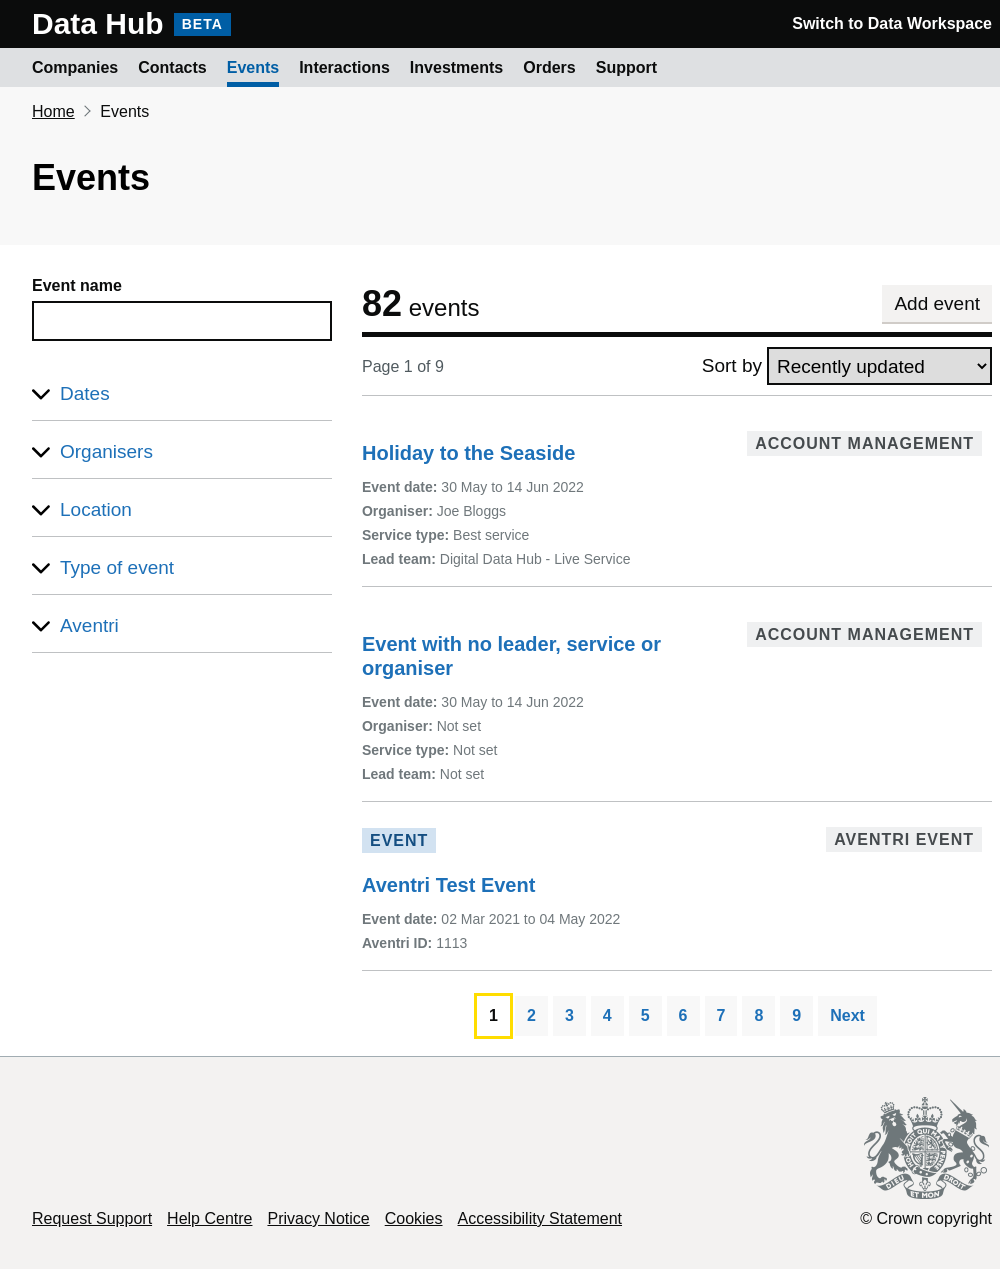 Data Hub BETA Switch to Data Workspace
Companies Contacts Events Interactions Investments Orders Support
Home Events
Events
Event name
Dates
Organisers
Location
Type of event
Aventri
82 events Add event
Page 1 of 9 Sort by Recently updated
ACCOUNT MANAGEMENT
Holiday to the Seaside
Event date: 30 May to 14 Jun 2022
Organiser: Joe Bloggs
Service type: Best service
Lead team: Digital Data Hub - Live Service
ACCOUNT MANAGEMENT
Event with no leader, service or
organiser
Event date: 30 May to 14 Jun 2022
Organiser: Not set
Service type: Not set
Lead team: Not set
EVENT AVENTRI EVENT
Aventri Test Event
Event date: 02 Mar 2021 to 04 May 2022
Aventri ID: 1113
1 2 3 4 5 6 7 8 9 Next
DIEU ET MON DROIT
Request Support Help Centre Privacy Notice Cookies Accessibility Statement © Crown copyright